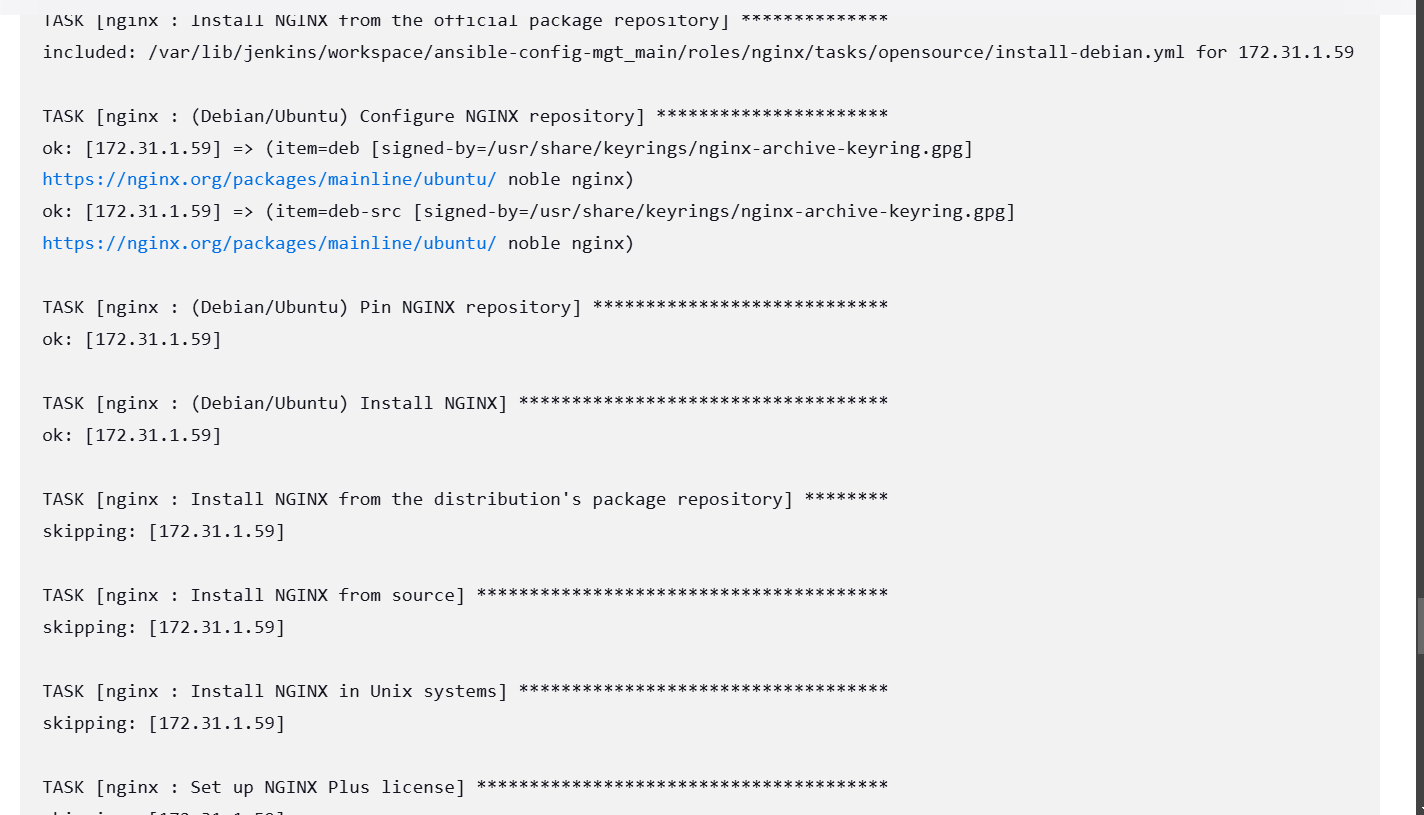 TASK [nginx : Install NGINX from the official package repository] **************
included: /var/lib/jenkins/workspace/ansible-config-mgt_main/roles/nginx/tasks/opensource/install-debian.yml for 172.31.1.59
TASK [nginx : (Debian/Ubuntu) Configure NGINX repository] **********************
ok: [172.31.1.59] => (item=deb [signed-by=/usr/share/keyrings/nginx-archive-keyring.gpg]
https://nginx.org/packages/mainline/ubuntu/ noble nginx)
ok: [172.31.1.59] => (item=deb-src [signed-by=/usr/share/keyrings/nginx-archive-keyring.gpg]
https://nginx.org/packages/mainline/ubuntu/ noble nginx)
TASK [nginx : (Debian/Ubuntu) Pin NGINX repository] ****************************
ok: [172.31.1.59]
TASK [nginx : (Debian/Ubuntu) Install NGINX] ***********************************
ok: [172.31.1.59]
TASK [nginx : Install NGINX from the distribution's package repository] ********
skipping: [172.31.1.59]
TASK [nginx : Install NGINX from source] ***************************************
skipping: [172.31.1.59]
TASK [nginx : Install NGINX in Unix systems] ***********************************
skipping: [172.31.1.59]
TASK [nginx : Set up NGINX Plus license] ***************************************